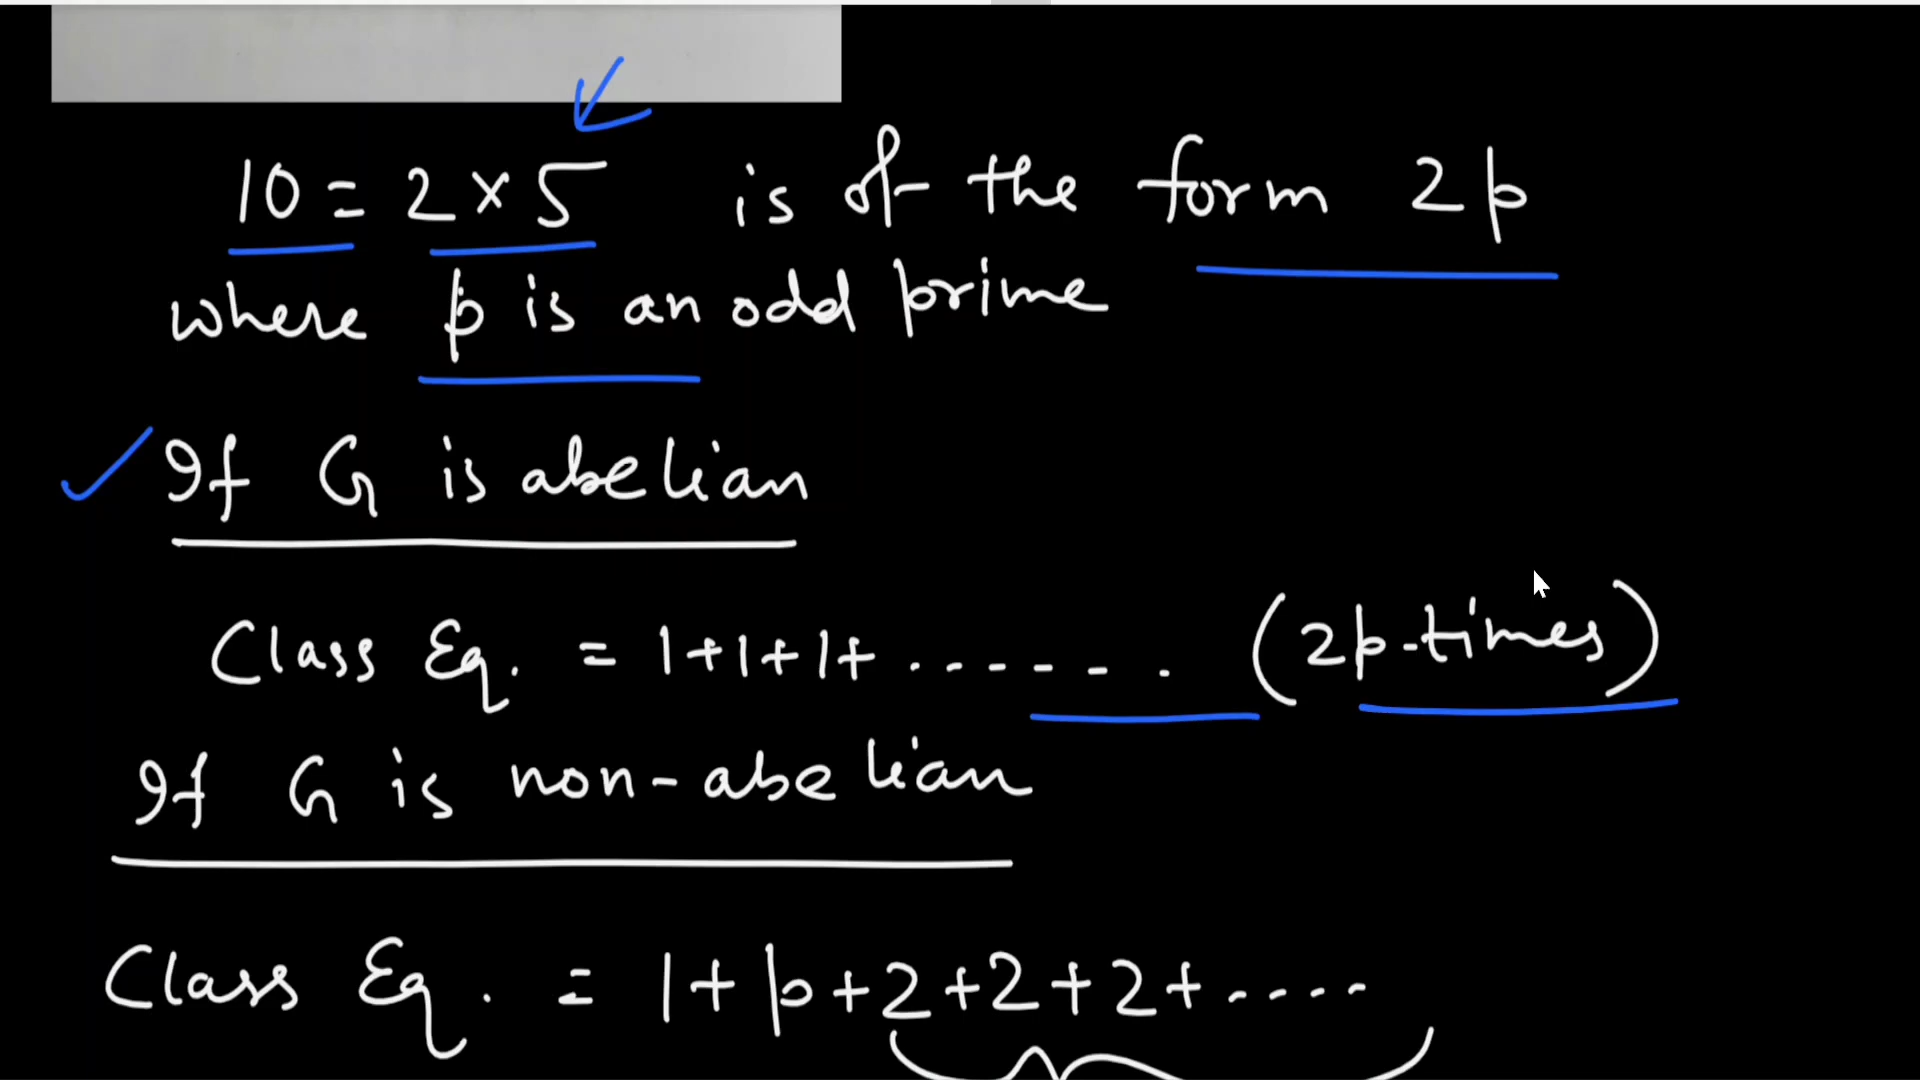 10 = 2 × 5 is of the form 2p
where p is an odd prime
If G is abelian
Class Eq. = 1+1+1+ ........ (2p-times)
If G is non-abelian
Class Eq. = 1+p+2+2+2+....